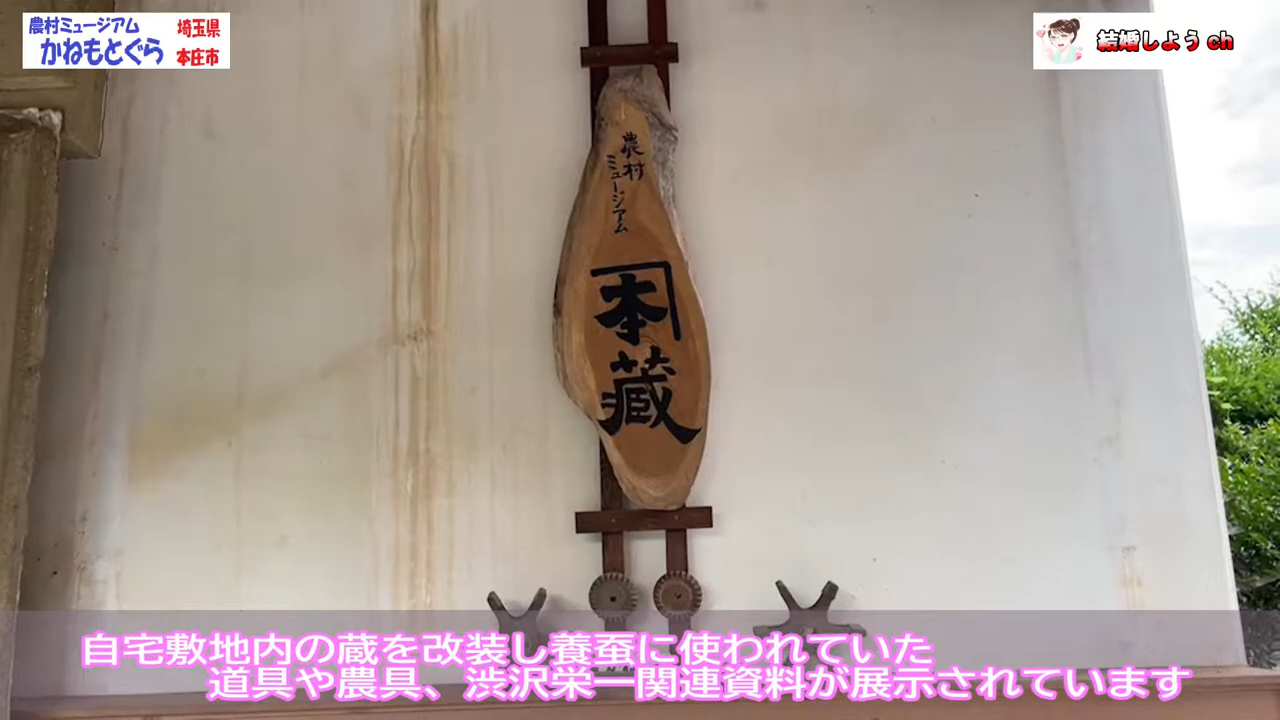 農村ミュージアム
かねもとぐら
埼玉県
本庄市
結婚しよう ch
農村
ミュージアム
本
蔵
自宅敷地内の蔵を改装し養蚕に使われていた
道具や農具、渋沢栄一関連資料が展示されています